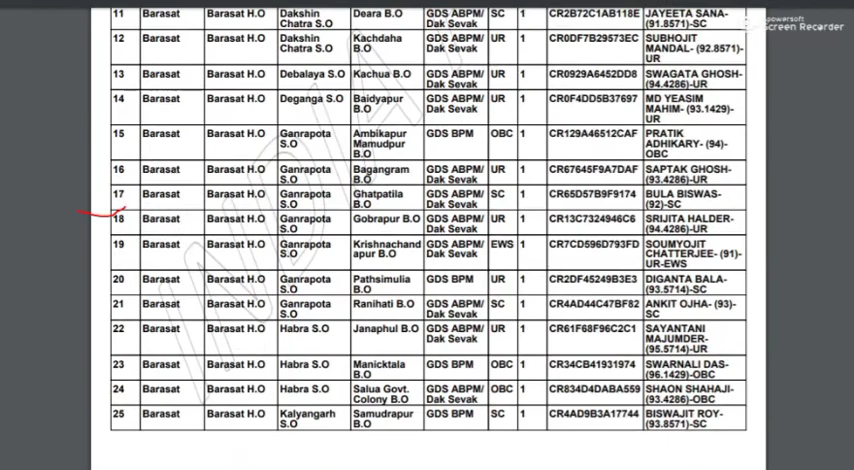 powersoft
Screen Recorder
11 Barasat Barasat H.O Dakshin Chatra S.O Deara B.O GDS ABPM/ Dak Sevak SC 1 CR2B72C1AB118E JAYEETA SANA- (91.8571)-SC
12 Barasat Barasat H.O Dakshin Chatra S.O Kachdaha B.O GDS ABPM/ Dak Sevak UR 1 CR0DF7B29573EC SUBHOJIT MANDAL- (92.8571)- UR
13 Barasat Barasat H.O Debalaya S.O Kachua B.O GDS ABPM/ Dak Sevak UR 1 CR0929A6452DD8 SWAGATA GHOSH- (94.4286)-UR
14 Barasat Barasat H.O Deganga S.O Baidyapur B.O GDS ABPM/ Dak Sevak UR 1 CR0F4DD5B37697 MD YEASIM MAHIM- (93.1429)- UR
15 Barasat Barasat H.O Ganrapota S.O Ambikapur Mamudpur B.O GDS BPM OBC 1 CR129A46512CAF PRATIK ADHIKARY- (94)- OBC
16 Barasat Barasat H.O Ganrapota S.O Bagangram B.O GDS ABPM/ Dak Sevak UR 1 CR67645F9A7DAF SAPTAK GHOSH- (93.4286)-UR
17 Barasat Barasat H.O Ganrapota S.O Ghatpatila B.O GDS ABPM/ Dak Sevak SC 1 CR65D57B9F9174 BULA BISWAS- (92)-SC
18 Barasat Barasat H.O Ganrapota S.O Gobrapur B.O GDS ABPM/ Dak Sevak UR 1 CR13C7324946C6 SRIJITA HALDER- (94.4286)-UR
19 Barasat Barasat H.O Ganrapota S.O Krishnachand apur B.O GDS ABPM/ Dak Sevak EWS 1 CR7CD596D793FD SOUMYOJIT CHATTERJEE- (91)- UR-EWS
20 Barasat Barasat H.O Ganrapota S.O Pathsimulia B.O GDS BPM UR 1 CR2DF45249B3E3 DIGANTA BALA- (93.5714)-SC
21 Barasat Barasat H.O Ganrapota S.O Ranihati B.O GDS ABPM/ Dak Sevak SC 1 CR4AD44C47BF82 ANKIT OJHA- (93)- SC
22 Barasat Barasat H.O Habra S.O Janaphul B.O GDS ABPM/ Dak Sevak UR 1 CR61F68F96C2C1 SAYANTANI MAJUMDER- (95.5714)-UR
23 Barasat Barasat H.O Habra S.O Manicktala B.O GDS BPM OBC 1 CR34CB41931974 SWARNALI DAS- (96.1429)-OBC
24 Barasat Barasat H.O Habra S.O Salua Govt. Colony B.O GDS ABPM/ Dak Sevak OBC 1 CR834D4DABA559 SHAON SHAHAJI- (93.4286)-OBC
25 Barasat Barasat H.O Kalyangarh S.O Samudrapur B.O GDS BPM SC 1 CR4AD9B3A17744 BISWAJIT ROY- (93.8571)-SC
INDIA